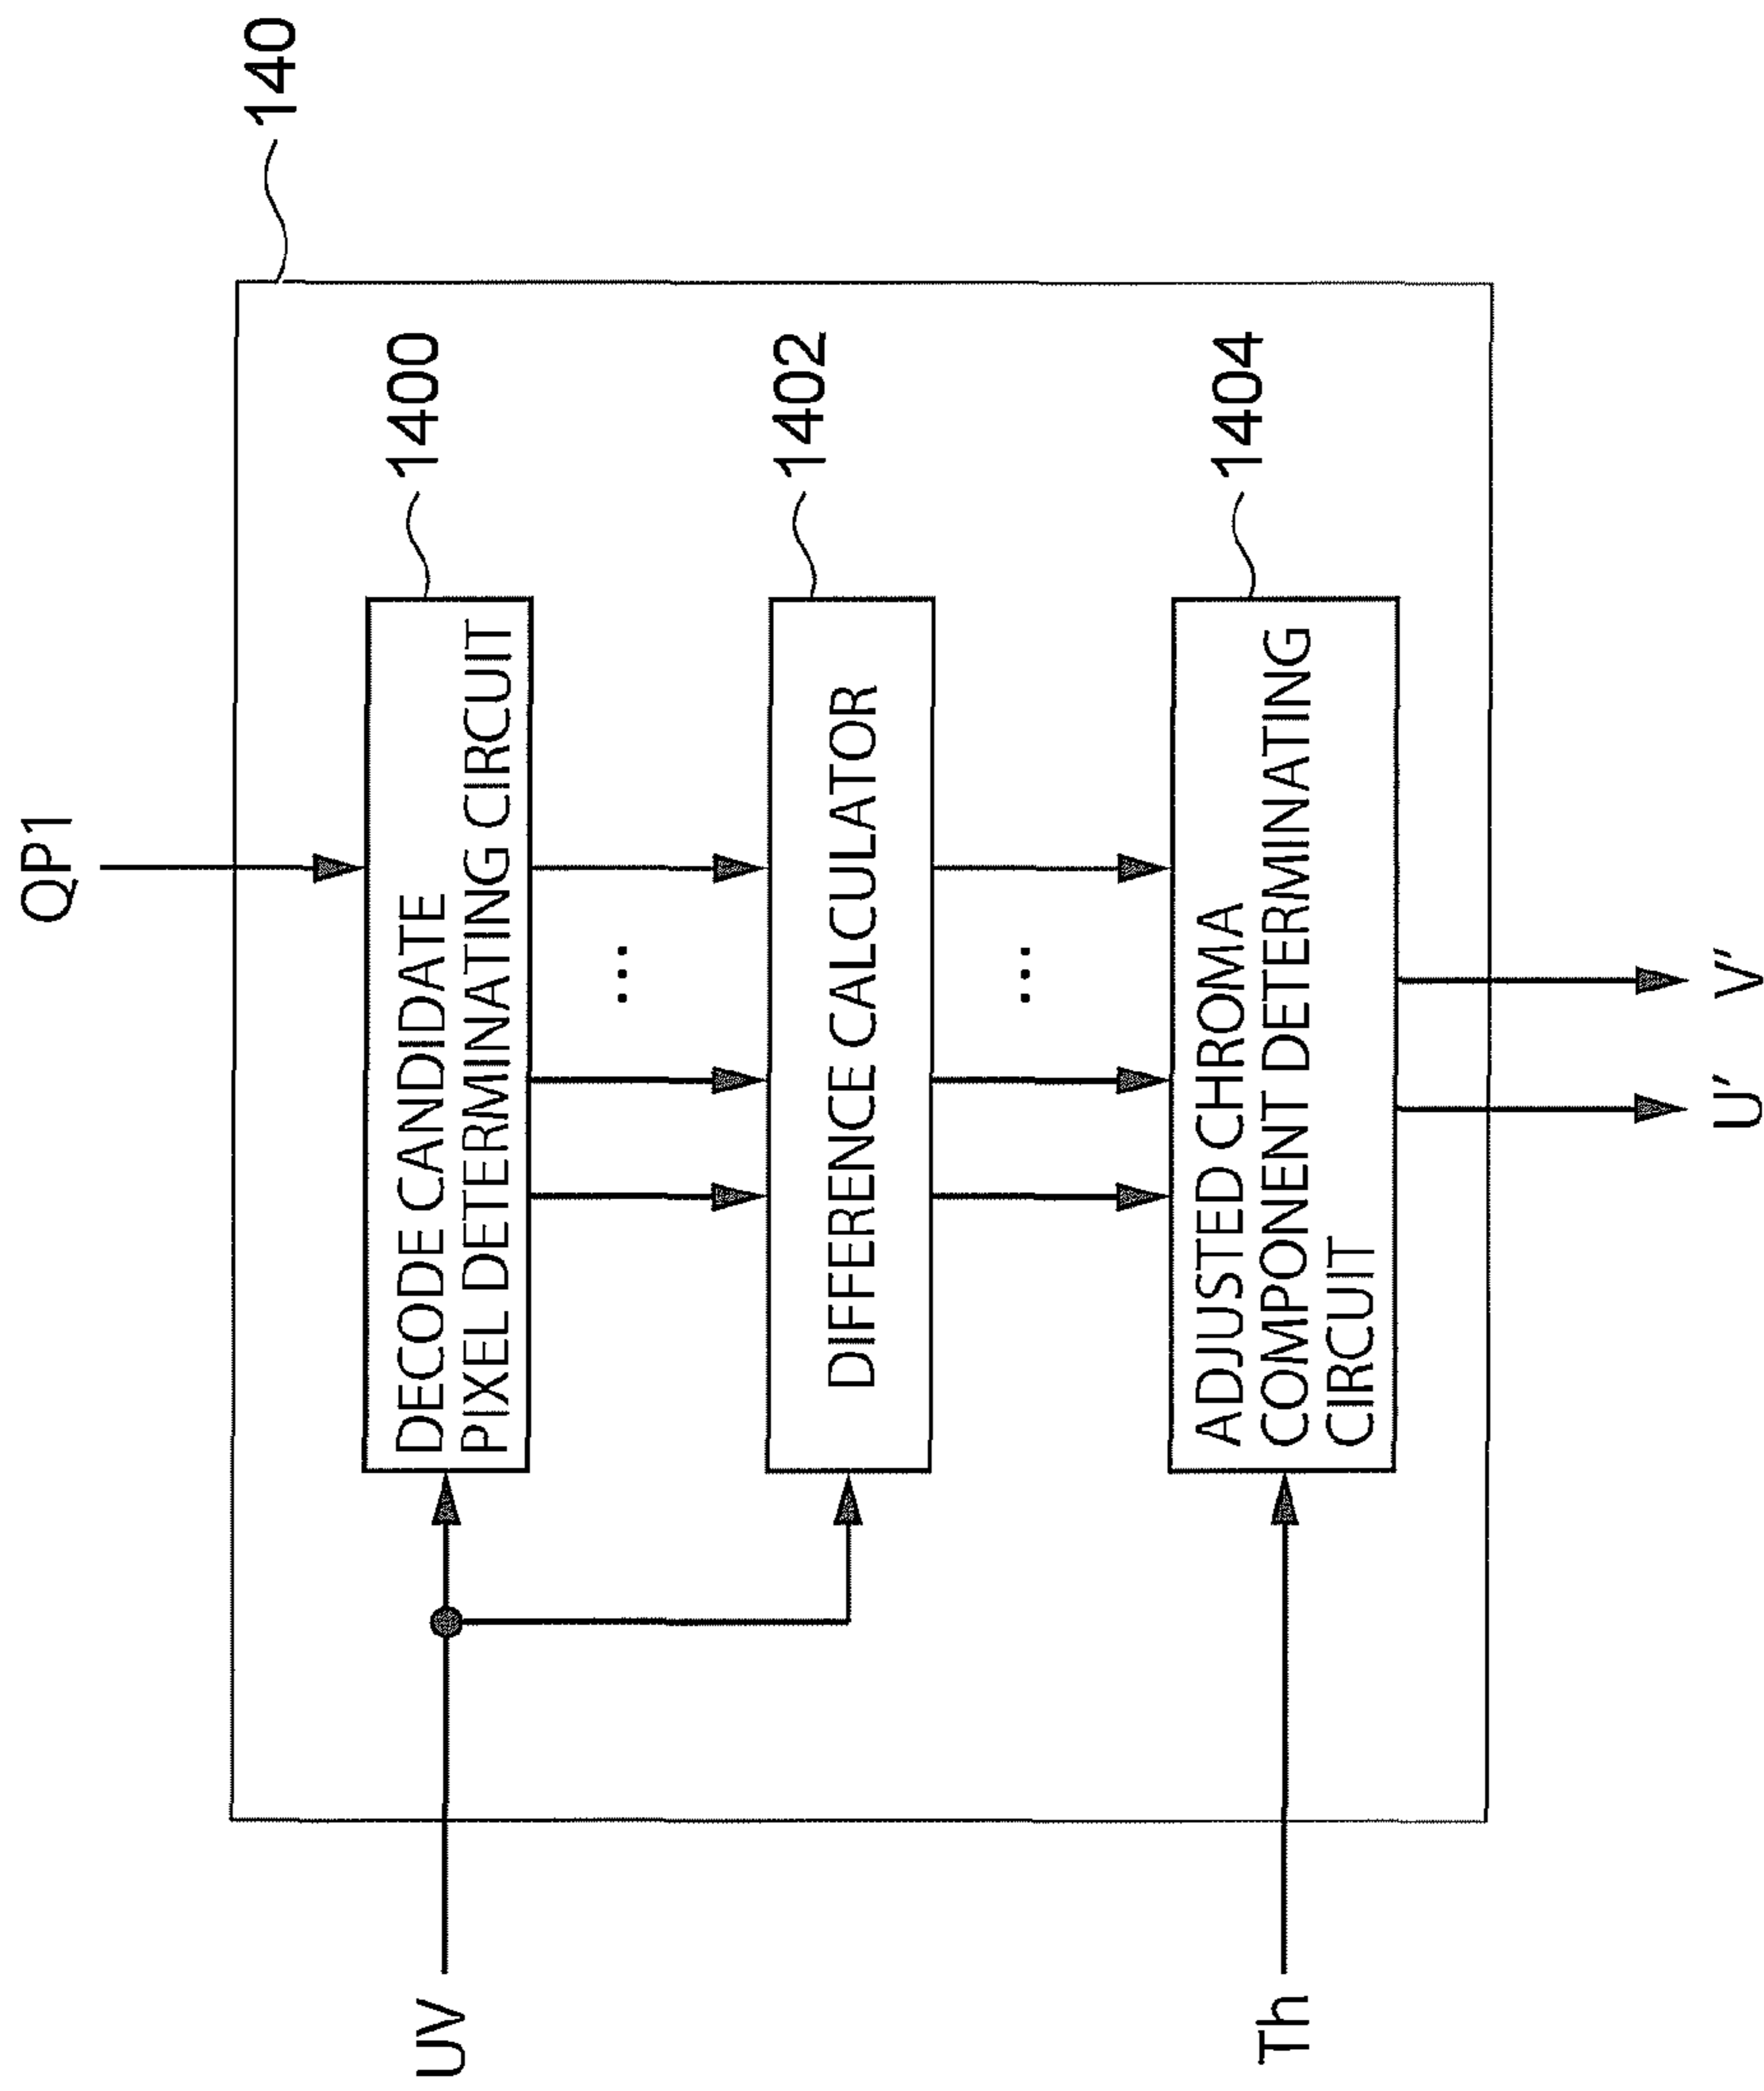 140
QP1
1400
DECODE CANDIDATE
PIXEL DETERMINATING CIRCUIT
UV
...
1402
DIFFERENCE CALCULATOR
...
1404
ADJUSTED CHROMA
COMPONENT DETERMINATING
CIRCUIT
Th
U' V'